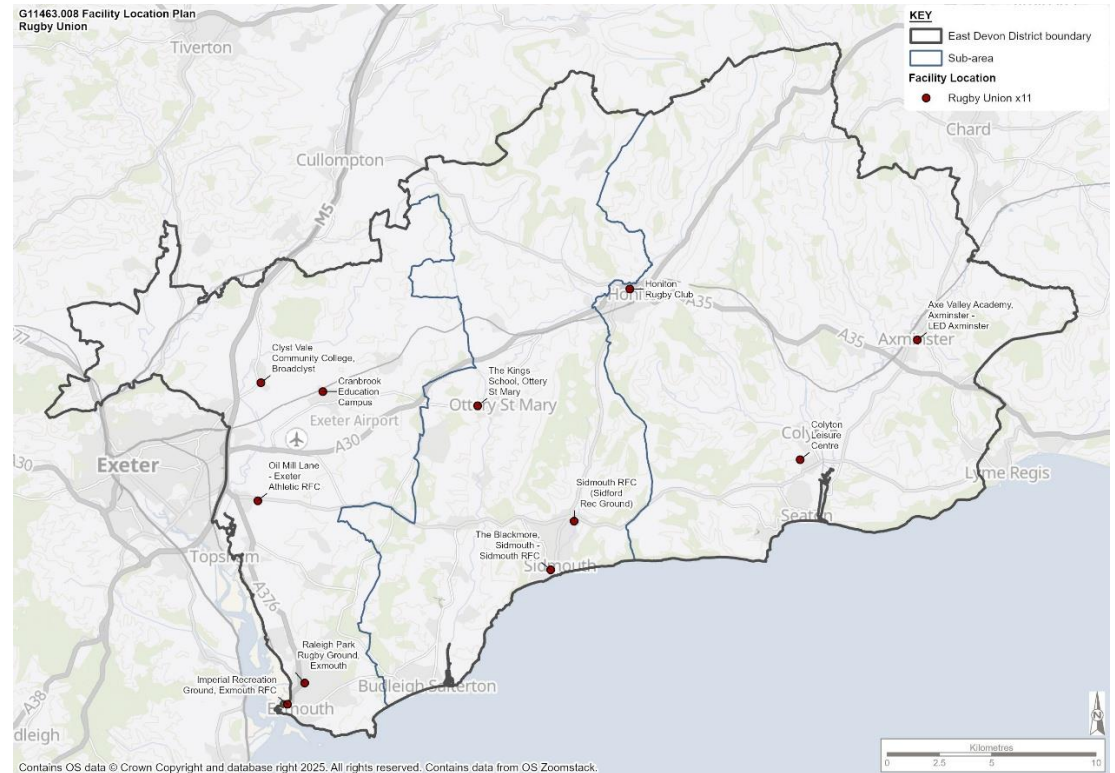 G11463.008 Facility Location Plan
Rugby Union
KEY
East Devon District boundary
Sub-area
Facility Location
Rugby Union x11
Tiverton
Cullompton
M5
Chard
Honiton
Rugby Club
A35
Axe Valley Academy,
Axminster -
LED Axminster
A35
Axminster
Clyst Vale
Community College,
Broadclyst
Cranbrook
Education
Campus
The Kings
School, Ottery
St Mary
Ottery St Mary
Exeter Airport
A30
Exeter
A30
Colyton
Leisure
Centre
Lyme Regis
Oil Mill Lane
- Exeter
Athletic RFC
Sidmouth RFC
(Sidford
Rec Ground)
Seaton
The Blackmore,
Sidmouth -
Sidmouth RFC
Sidmouth
Topsham
A376
Raleigh Park
Rugby Ground,
Exmouth
Imperial Recreation
Ground, Exmouth RFC
Budleigh Salterton
Exmouth
A38
dleigh
N
Kilometres
0 2.5 5 10
Contains OS data © Crown Copyright and database right 2025. All rights reserved. Contains data from OS Zoomstack.